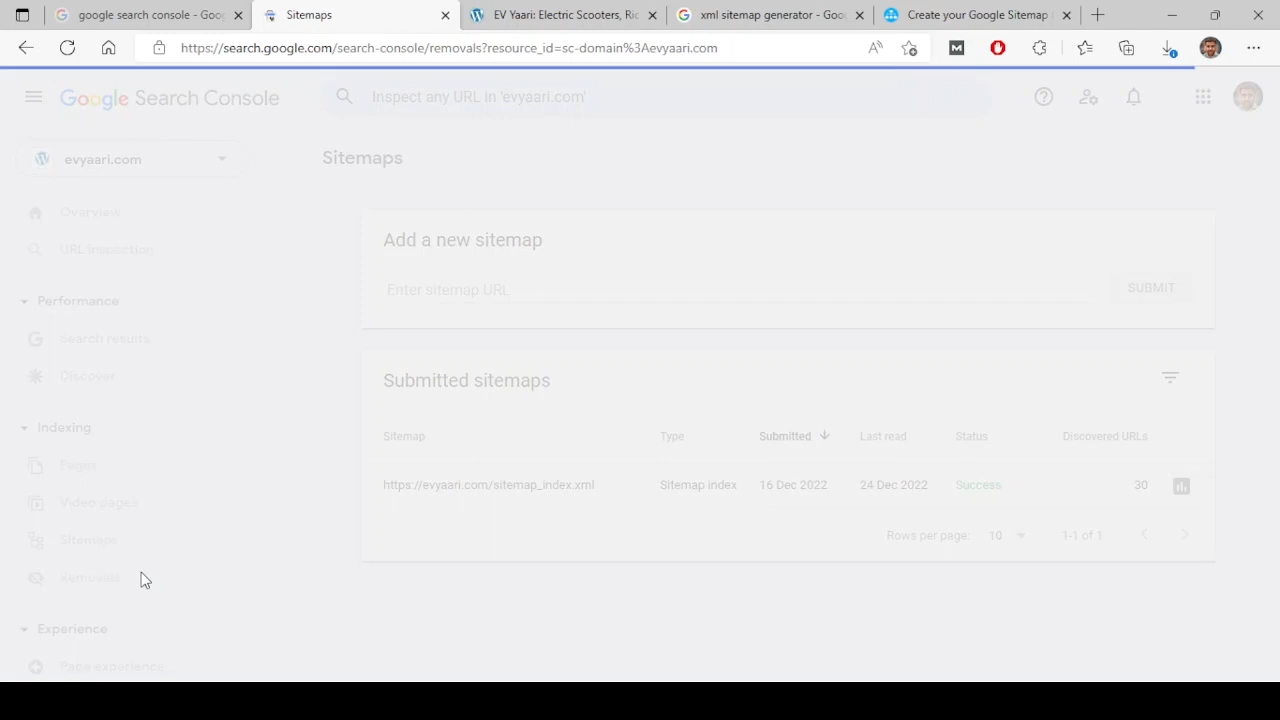 google search console - Goog
Sitemaps
EV Yaari: Electric Scooters, Ric
xml sitemap generator - Goog
Create your Google Sitemap
https://search.google.com/search-console/removals?resource_id=sc-domain%3Aevyaari.com
Google Search Console
Inspect any URL in 'evyaari.com'
evyaari.com
Sitemaps
Overview
URL inspection
Performance
Search results
Discover
Indexing
Pages
Video pages
Sitemaps
Removals
Experience
Page experience
Add a new sitemap
Enter sitemap URL
SUBMIT
Submitted sitemaps
Sitemap Type Submitted Last read Status Discovered URLs
https://evyaari.com/sitemap_index.xml Sitemap index 16 Dec 2022 24 Dec 2022 Success 30
Rows per page: 10 1-1 of 1